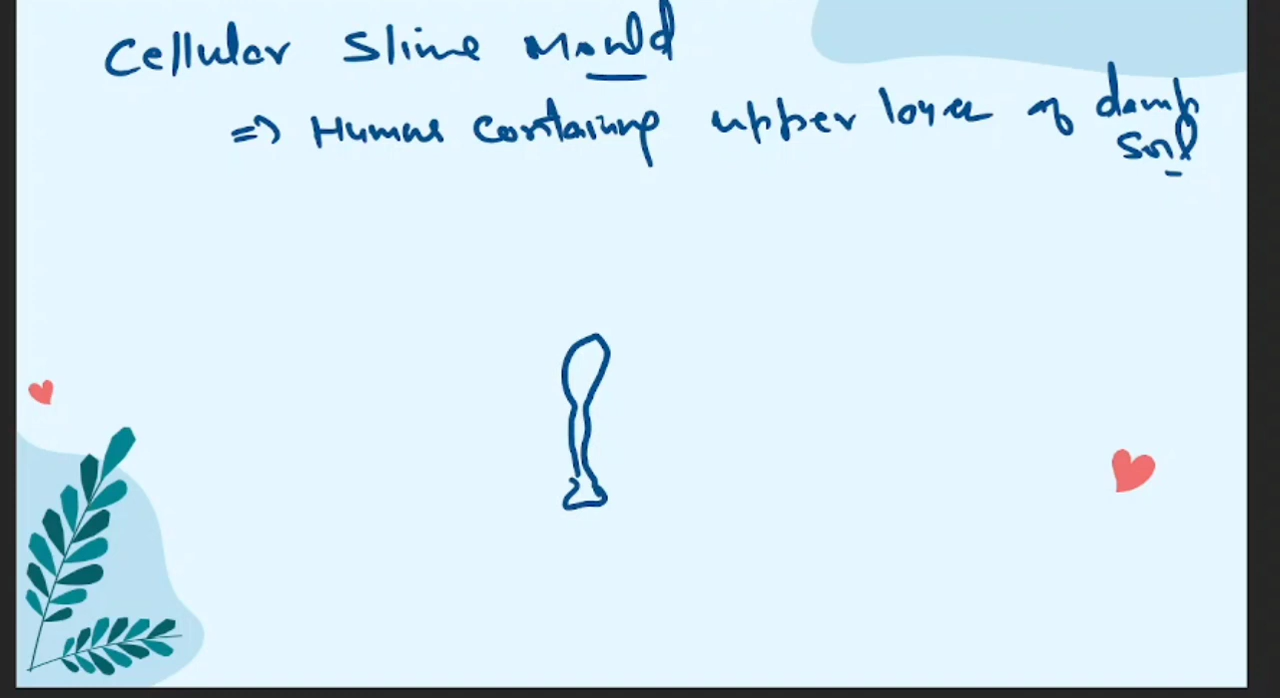 Cellular Slime Mould
=> Humus Containing upper layer of damp
soil